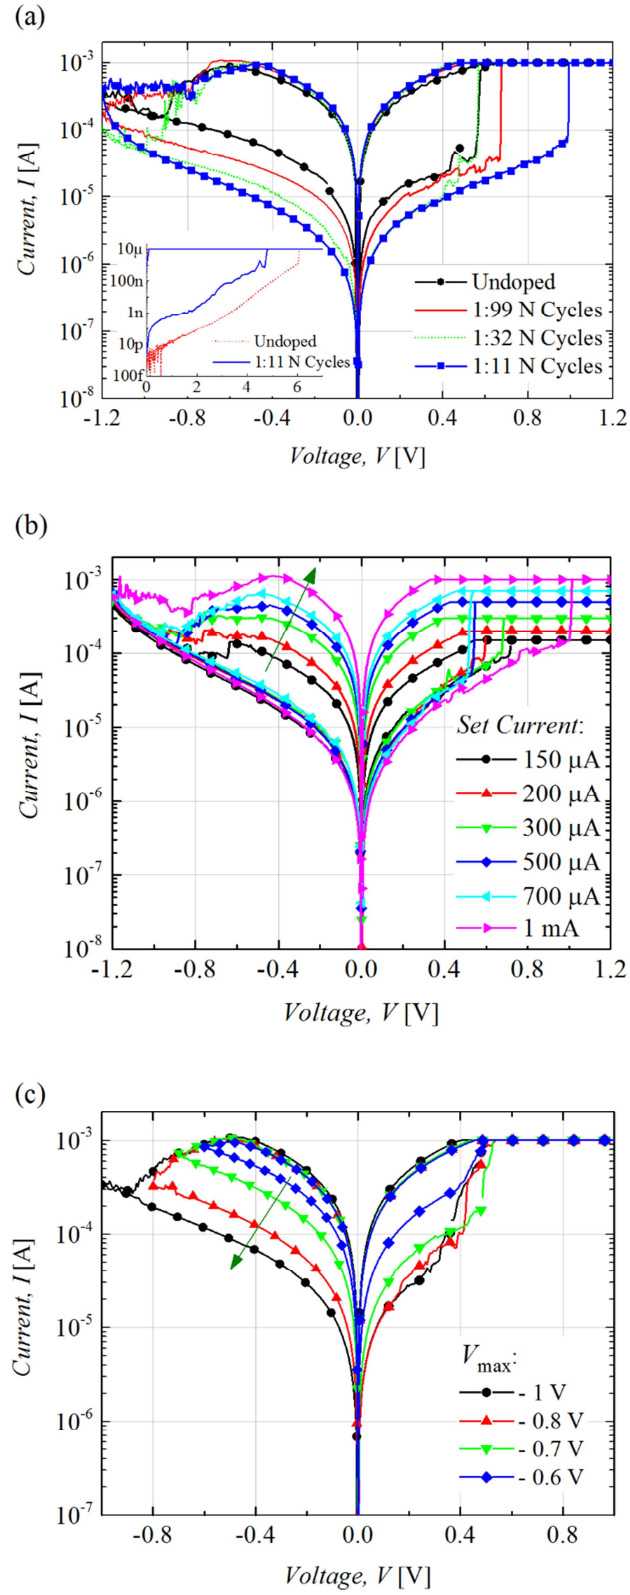 (a)
10⁻³
10⁻⁴
10⁻⁵
10⁻⁶
10⁻⁷
10⁻⁸
Current, I [A]
10μ
100n
1n
10p
100f
0 2 4 6
Undoped
1:11 N Cycles
Undoped
1:99 N Cycles
1:32 N Cycles
1:11 N Cycles
-1.2 -0.8 -0.4 0.0 0.4 0.8 1.2
Voltage, V [V]
(b)
10⁻³
10⁻⁴
10⁻⁵
10⁻⁶
10⁻⁷
10⁻⁸
Current, I [A]
Set Current:
150 μA
200 μA
300 μA
500 μA
700 μA
1 mA
-1.2 -0.8 -0.4 0.0 0.4 0.8 1.2
Voltage, V [V]
(c)
10⁻²
10⁻³
10⁻⁴
10⁻⁵
10⁻⁶
10⁻⁷
Current, I [A]
Vmax:
- 1 V
- 0.8 V
- 0.7 V
- 0.6 V
-0.8 -0.4 0.0 0.4 0.8
Voltage, V [V]